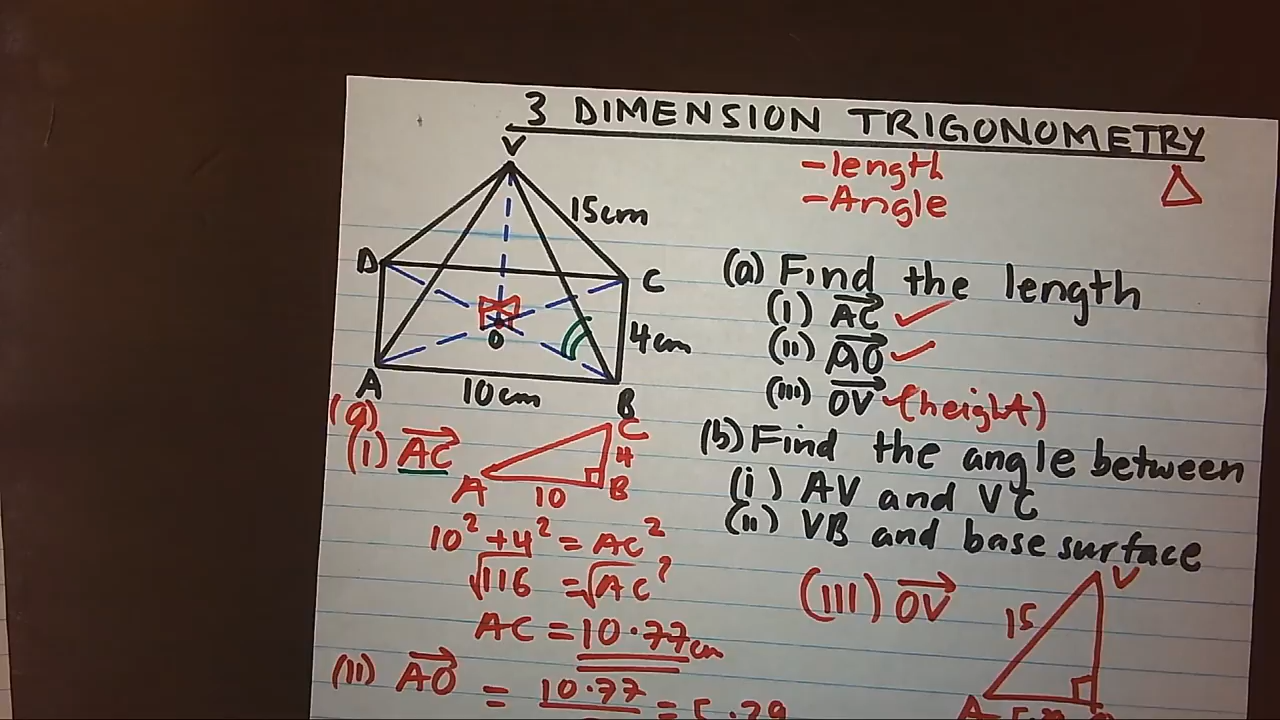 3 DIMENSION TRIGONOMETRY
-length
-Angle
V
15cm
D
C
4cm
O
A
10cm
B
(a) Find the length
(i) AC ✓
(ii) AO ✓
(iii) OV (height)
(b) Find the angle between
(i) AV and VC
(ii) VB and base surface
(a)
(i) AC
C
4
A
10
B
10² + 4² = AC²
√116 = √AC²
AC = 10.77cm
(ii) AO = 10.77
= 5.39
(iii) OV
V
15
A